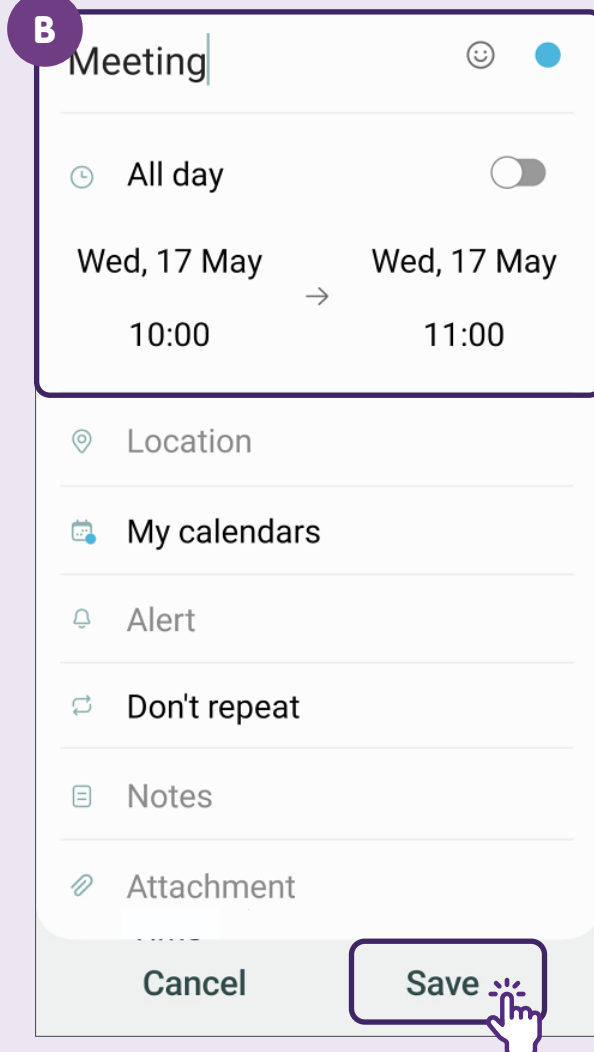 B
Meeting
All day
Wed, 17 May Wed, 17 May
10:00 11:00
Location
My calendars
Alert
Don't repeat
Notes
Attachment
Cancel Save